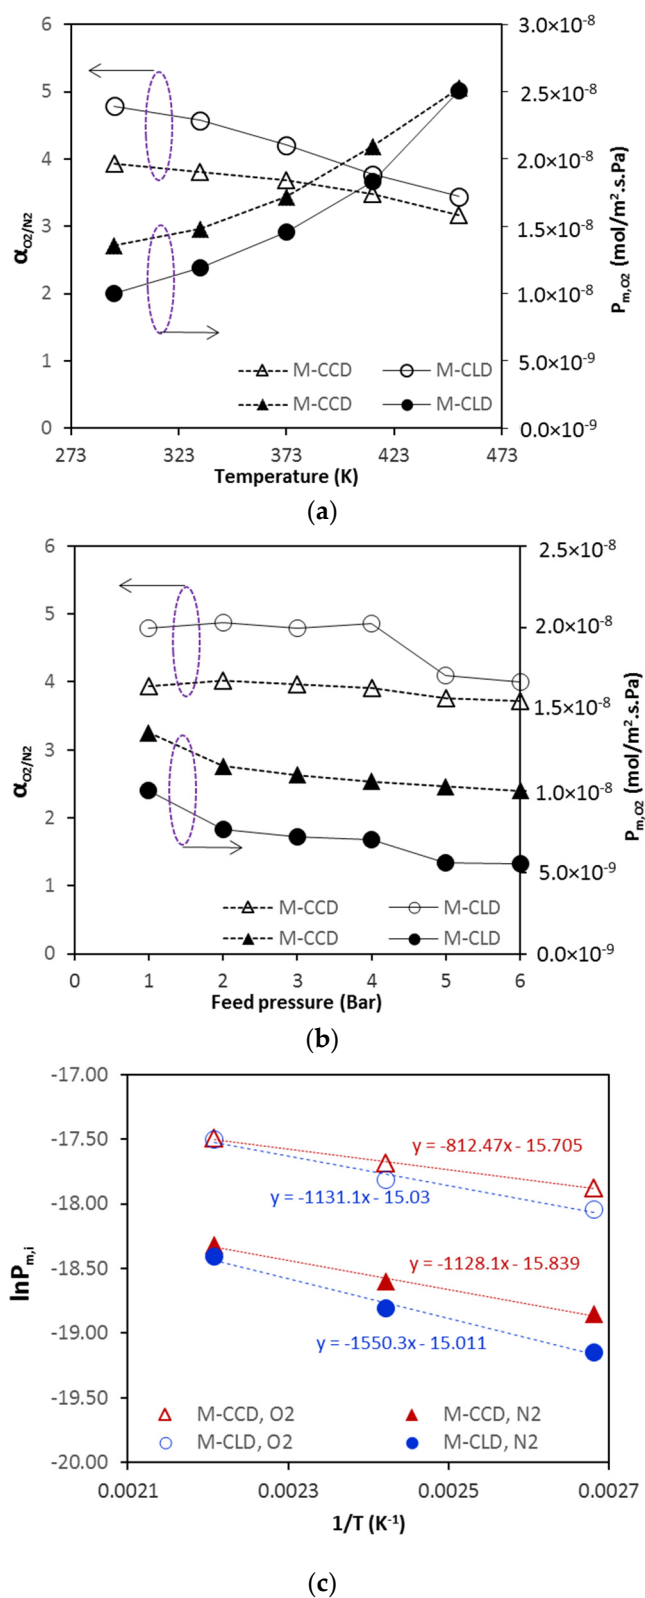 6
5
4
3
2
1
0
α_O2/N2
3.0×10⁻⁸
2.5×10⁻⁸
2.0×10⁻⁸
1.5×10⁻⁸
1.0×10⁻⁸
5.0×10⁻⁹
0.0×10⁻⁹
P_m,O2 (mol/m².s.Pa)
M-CCD M-CLD
M-CCD M-CLD
273 323 373 423 473
Temperature (K)
(a)
6
5
4
3
2
1
0
α_O2/N2
2.5×10⁻⁸
2.0×10⁻⁸
1.5×10⁻⁸
1.0×10⁻⁸
5.0×10⁻⁹
0.0×10⁻⁹
P_m,O2 (mol/m².s.Pa)
M-CCD M-CLD
M-CCD M-CLD
0 1 2 3 4 5 6
Feed pressure (Bar)
(b)
-17.00
-17.50
-18.00
-18.50
-19.00
-19.50
-20.00
lnP_m,i
y = -812.47x - 15.705
y = -1131.1x - 15.03
y = -1128.1x - 15.839
y = -1550.3x - 15.011
M-CCD, O2 M-CCD, N2
M-CLD, O2 M-CLD, N2
0.0021 0.0023 0.0025 0.0027
1/T (K⁻¹)
(c)